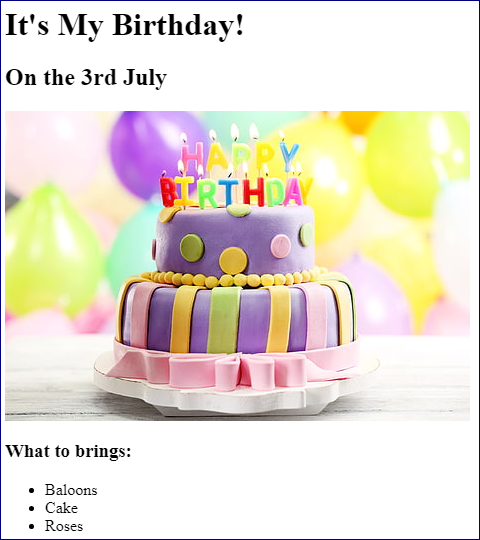 It's My Birthday!
On the 3rd July
HAPPY
BIRTHDAY
What to brings:
Baloons
Cake
Roses